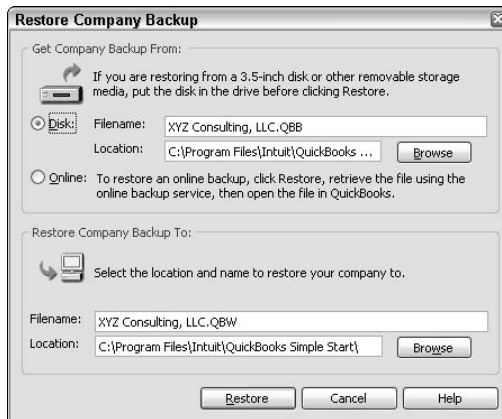 Restore Company Backup
Get Company Backup From:
If you are restoring from a 3.5-inch disk or other removable storage
media, put the disk in the drive before clicking Restore.
Disk:
Filename:
XYZ Consulting, LLC.QBB
Location:
C:\Program Files\Intuit\QuickBooks ...
Browse
Online:
To restore an online backup, click Restore, retrieve the file using the
online backup service, then open the file in QuickBooks.
Restore Company Backup To:
Select the location and name to restore your company to.
Filename:
XYZ Consulting, LLC.QBW
Location:
C:\Program Files\Intuit\QuickBooks Simple Start\
Browse
Restore
Cancel
Help